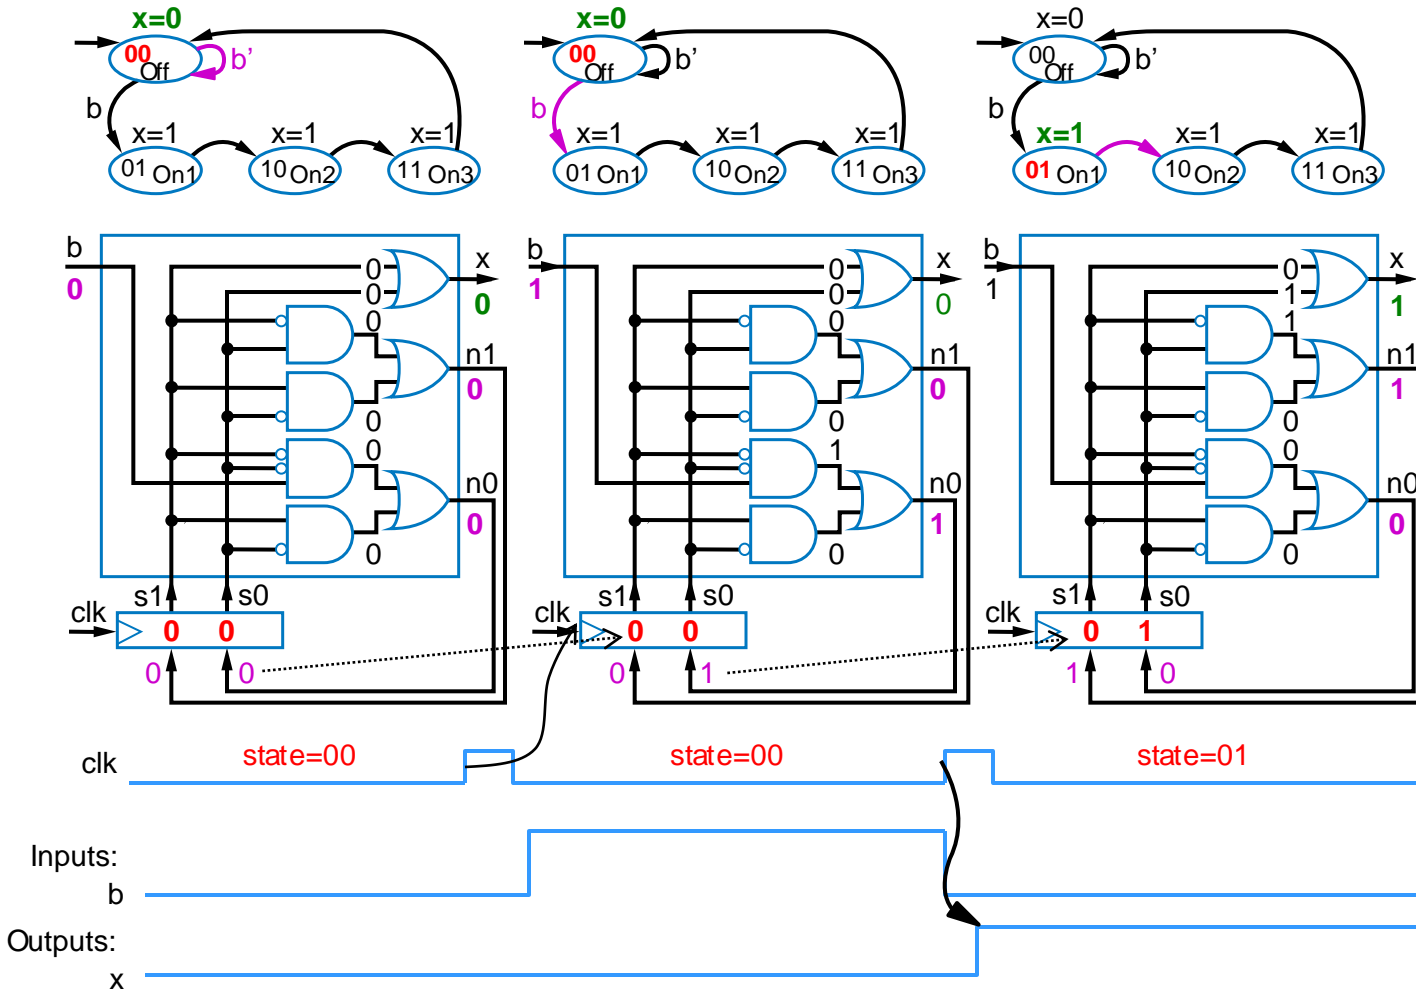 x=0 x=0 x=0
00 Off b' 00 Off b' 00 Off b'
b b b
x=1 x=1 x=1 x=1 x=1 x=1 x=1 x=1 x=1
01 On1 10 On2 11 On3 01 On1 10 On2 11 On3 01 On1 10 On2 11 On3
b x b x b x
0 0 0 0 1 0 0 0 1 0 1 1
0 0 1
n1 n1 n1
0 0 1
0 0 0
0 1 0
n0 n0 n0
0 1 0
0 0 0
s1 s0 s1 s0 s1 s0
clk 0 0 clk 0 0 clk 0 1
0 0 0 1 1 0
clk state=00 state=00 state=01
Inputs:
b
Outputs:
x